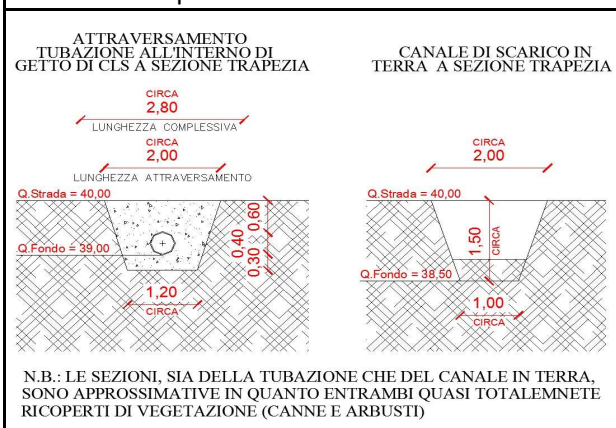 ATTRAVERSAMENTO
TUBAZIONE ALL'INTERNO DI
GETTO DI CLS A SEZIONE TRAPEZIA
CIRCA
2,80
LUNGHEZZA COMPLESSIVA
CIRCA
2,00
LUNGHEZZA ATTRAVERSAMENTO
Q.Strada = 40,00
Q.Fondo = 39,00
0,60
0,40
0,30
1,20
CIRCA
CANALE DI SCARICO IN
TERRA A SEZIONE TRAPEZIA
CIRCA
2,00
Q.Strada = 40,00
1,50
CIRCA
Q.Fondo = 38,50
1,00
CIRCA
N.B.: LE SEZIONI, SIA DELLA TUBAZIONE CHE DEL CANALE IN TERRA,
SONO APPROSSIMATIVE IN QUANTO ENTRAMBI QUASI TOTALEMNETE
RICOPERTI DI VEGETAZIONE (CANNE E ARBUSTI)